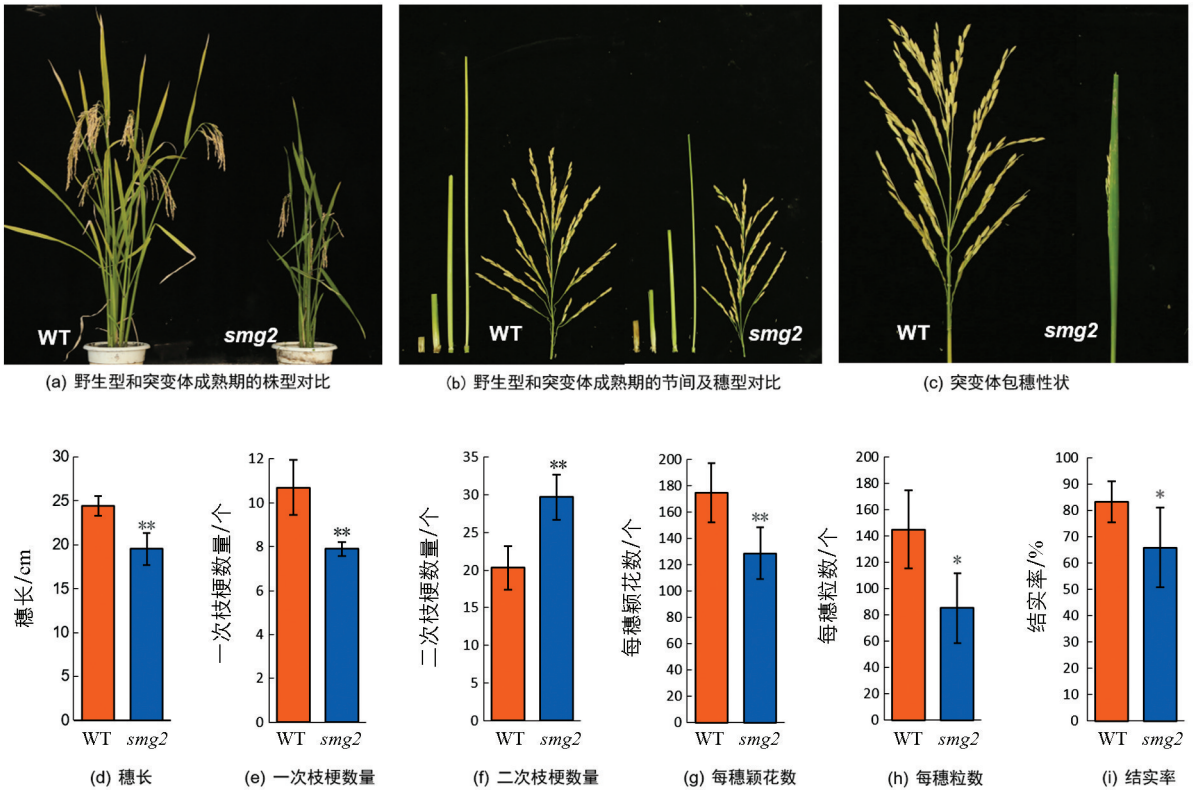 WT
smg2
WT
smg2
WT
smg2
(a) 野生型和突变体成熟期的株型对比
(b) 野生型和突变体成熟期的节间及穗型对比
(c) 突变体包穗性状
穗长/cm
30
25
20
15
10
5
0
**
WT
smg2
(d) 穗长
一次枝梗数量/个
12
10
8
6
4
2
0
**
WT
smg2
(e) 一次枝梗数量
二次枝梗数量/个
35
30
25
20
15
10
5
0
**
WT
smg2
(f) 二次枝梗数量
每穗颖花数/个
200
180
160
140
120
100
80
60
40
20
0
**
WT
smg2
(g) 每穗颖花数
每穗粒数/个
200
180
160
140
120
100
80
60
40
20
0
*
WT
smg2
(h) 每穗粒数
结实率/%
100
90
80
70
60
50
40
30
20
10
0
*
WT
smg2
(i) 结实率